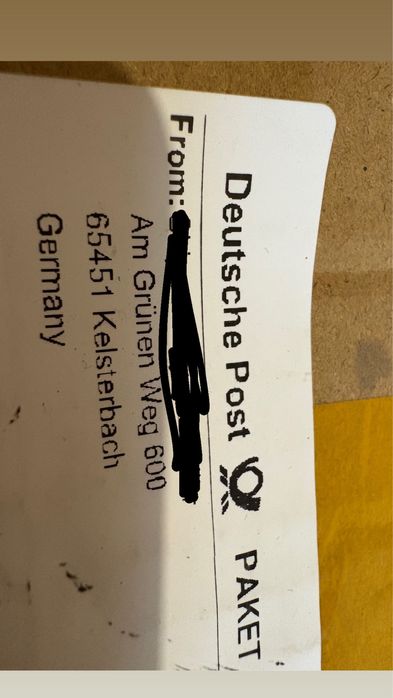 Deutsche Post PAKET
From:
Am Grünen Weg 600
65451 Kelsterbach
Germany